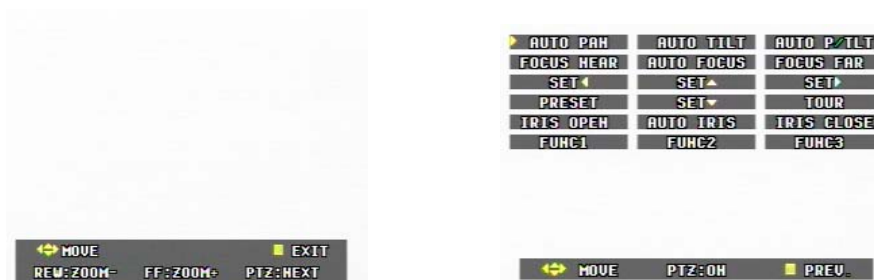 MOVE EXIT
REW:ZOOM- FF:ZOOM+ PTZ:NEXT
AUTO PAN AUTO TILT AUTO P/TLT
FOCUS NEAR AUTO FOCUS FOCUS FAR
SET SET SET
PRESET SET TOUR
IRIS OPEN AUTO IRIS IRIS CLOSE
FUNC1 FUNC2 FUNC3
MOVE PTZ:ON PREV.